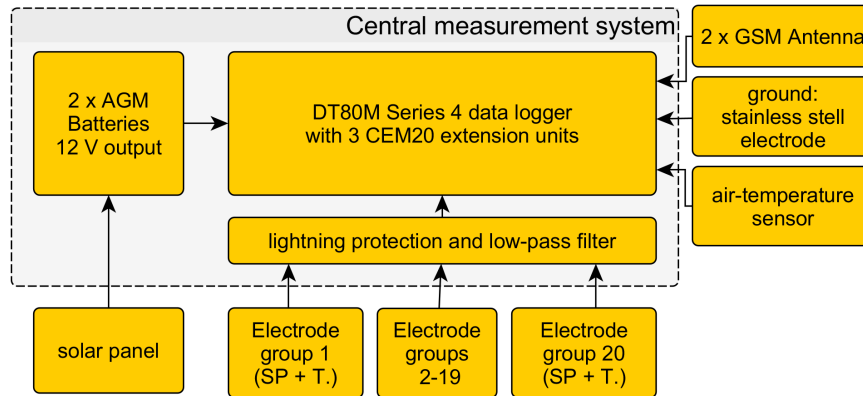 Central measurement system
2 x GSM Antenna
2 x AGM
Batteries
12 V output
DT80M Series 4 data logger
with 3 CEM20 extension units
ground:
stainless stell
electrode
air-temperature
sensor
lightning protection and low-pass filter
solar panel
Electrode
group 1
(SP + T.)
Electrode
groups
2-19
Electrode
group 20
(SP + T.)